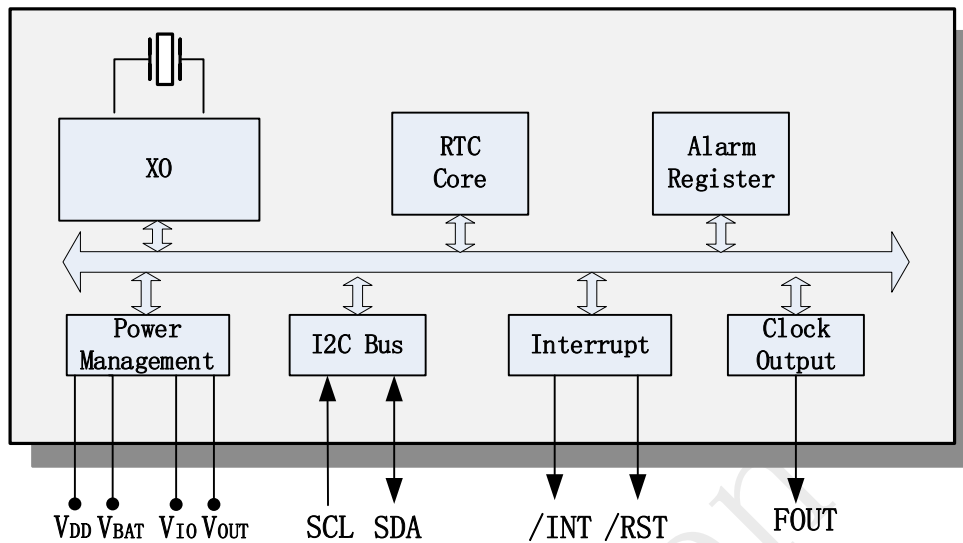 XO
RTC
Core
Alarm
Register
Power
Management
I2C Bus
Interrupt
Clock
Output
VDD VBAT VIO VOUT SCL SDA /INT /RST FOUT